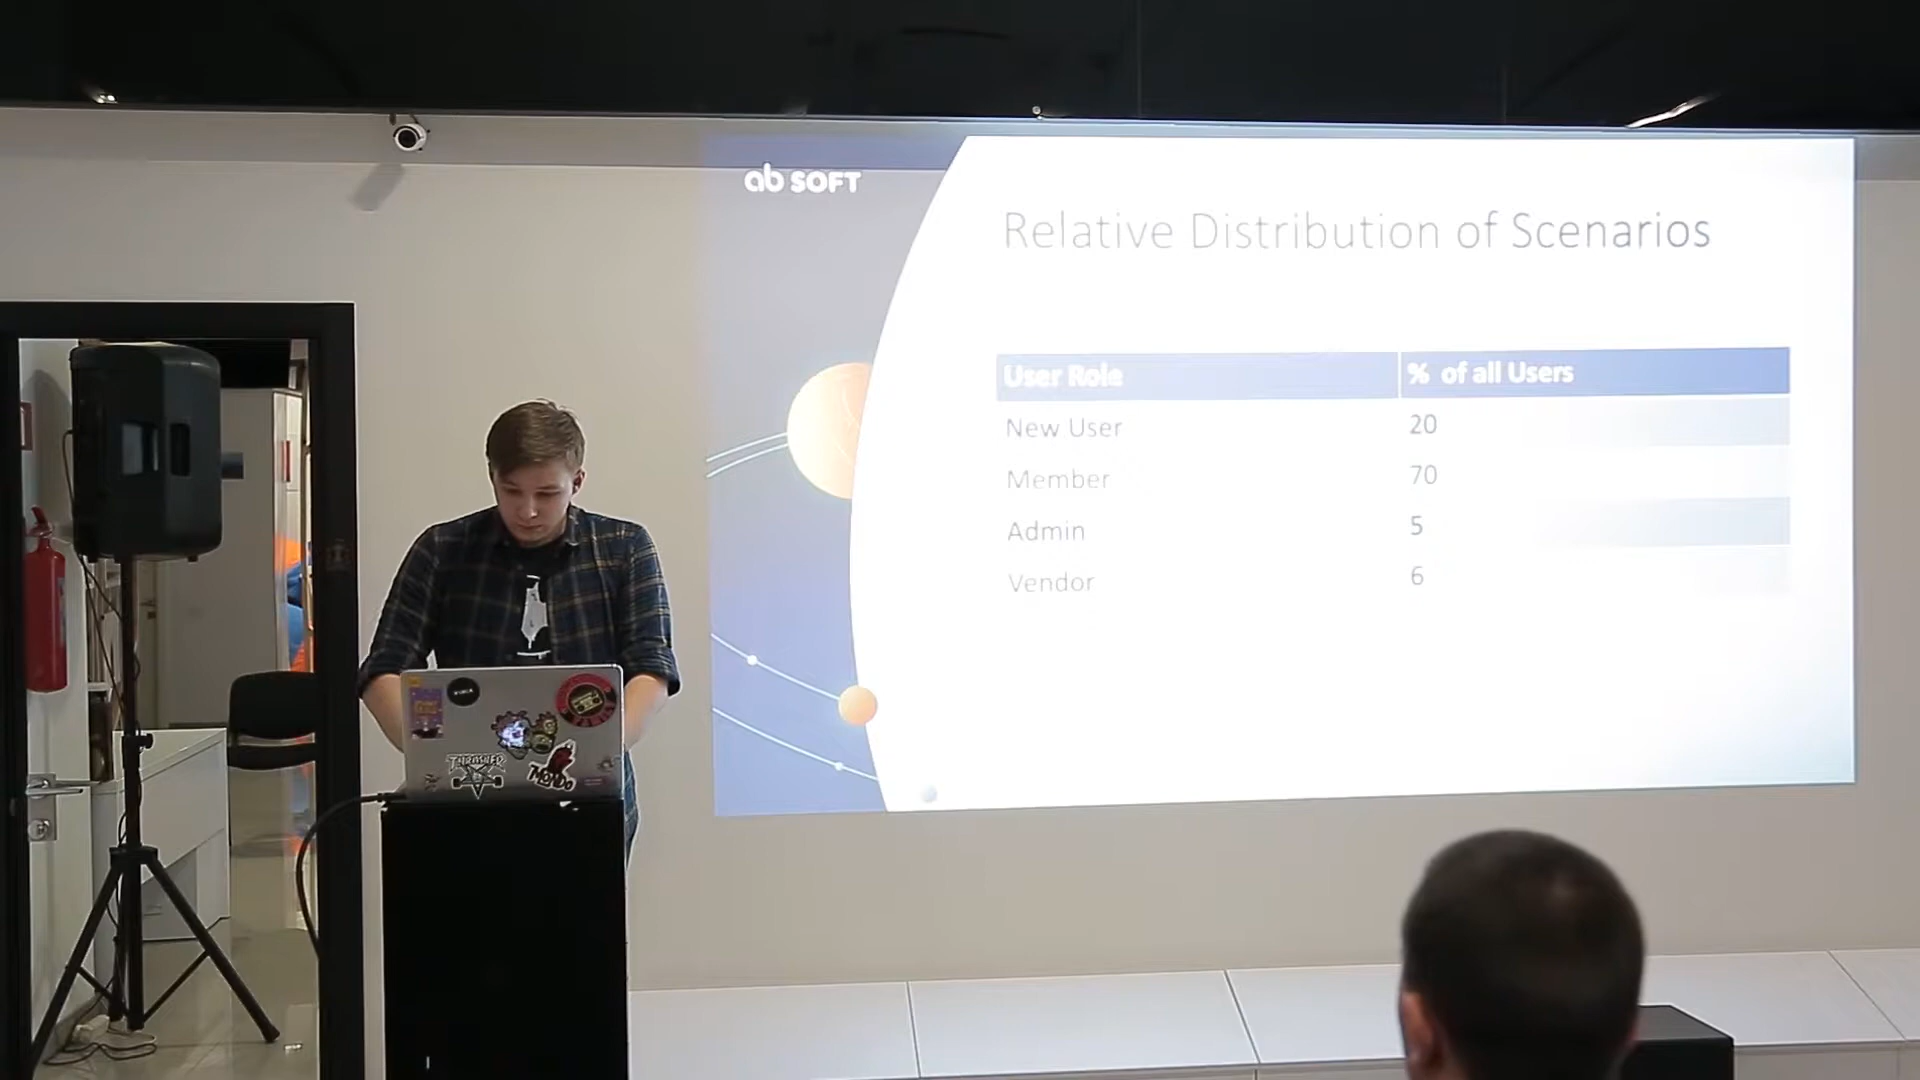 ab SOFT
Relative Distribution of Scenarios
User Role % of all Users
New User 20
Member 70
Admin 5
Vendor 6
THRASHER
MONDO